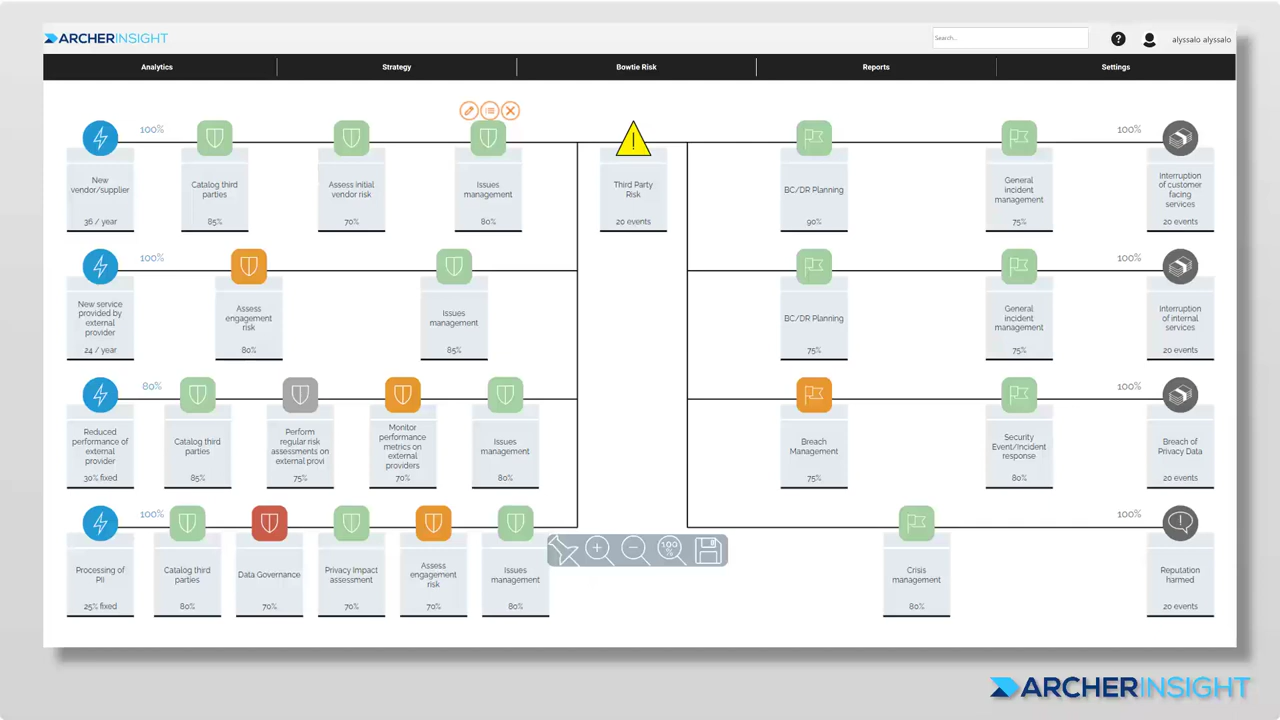 ARCHERINSIGHT
Search...
?
alyssalo alyssalo
Analytics
Strategy
Bowtie Risk
Reports
Settings
100%
100%
New
vendor/supplier
36 / year
Catalog third
parties
85%
Assess initial
vendor risk
70%
Issues
management
80%
Third Party
Risk
20 events
BC/DR Planning
90%
General
incident
management
75%
Interruption
of customer
facing
services
20 events
100%
100%
New service
provided by
external
provider
24 / year
Assess
engagement
risk
80%
Issues
management
85%
BC/DR Planning
75%
General
incident
management
75%
Interruption
of internal
services
20 events
80%
100%
Reduced
performance of
external
provider
30% fixed
Catalog third
parties
85%
Perform
regular risk
assessments on
external provi
75%
Monitor
performance
metrics on
external
providers
70%
Issues
management
80%
Breach
Management
75%
Security
Event/Incident
response
80%
Breach of
Privacy Data
20 events
100%
100%
Processing of
PII
25% fixed
Catalog third
parties
80%
Data Governance
70%
Privacy Impact
assessment
70%
Assess
engagement
risk
70%
Issues
management
80%
100
%
Crisis
management
80%
Reputation
harmed
20 events
ARCHERINSIGHT